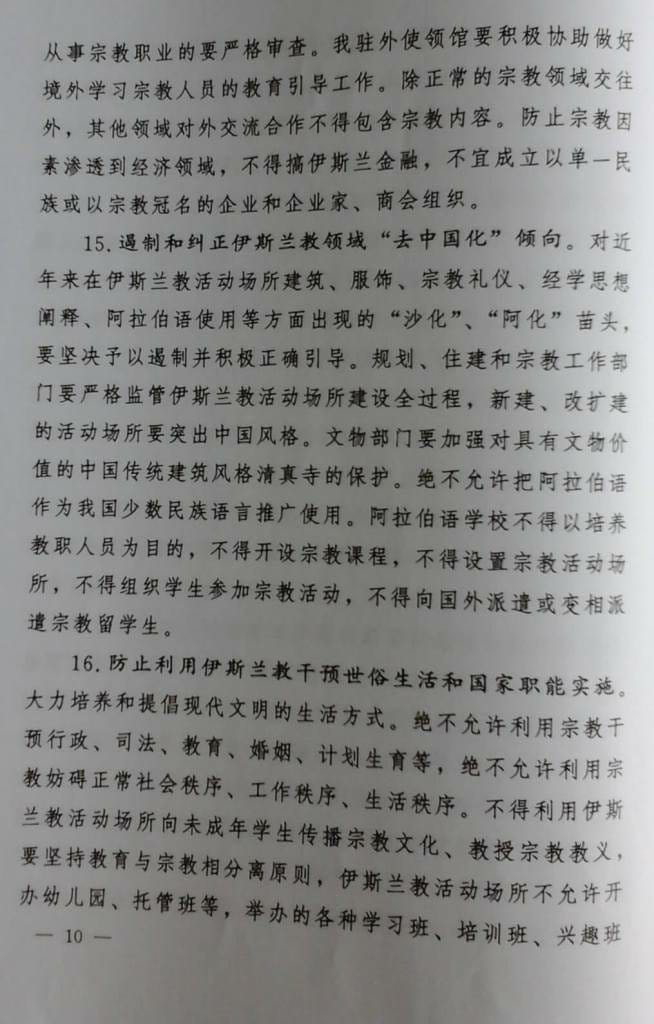 从事宗教职业的要严格审查。我驻外使领馆要积极协助做好
境外学习宗教人员的教育引导工作。除正常的宗教领域交往
外，其他领域对外交流合作不得包含宗教内容。防止宗教因
素渗透到经济领域，不得搞伊斯兰金融，不宜成立以单一民
族或以宗教冠名的企业和企业家、商会组织。
15.遏制和纠正伊斯兰教领域“去中国化”倾向。对近
年来在伊斯兰教活动场所建筑、服饰、宗教礼仪、经学思想
阐释、阿拉伯语使用等方面出现的“沙化”、“阿化”苗头，
要坚决予以遏制并积极正确引导。规划、住建和宗教工作部
门要严格监管伊斯兰教活动场所建设全过程，新建、改扩建
的活动场所要突出中国风格。文物部门要加强对具有文物价
值的中国传统建筑风格清真寺的保护。绝不允许把阿拉伯语
作为我国少数民族语言推广使用。阿拉伯语学校不得以培养
教职人员为目的，不得开设宗教课程，不得设置宗教活动场
所，不得组织学生参加宗教活动，不得向国外派遣或变相派
遣宗教留学生。
16.防止利用伊斯兰教干预世俗生活和国家职能实施。
大力培养和提倡现代文明的生活方式。绝不允许利用宗教干
预行政、司法、教育、婚姻、计划生育等，绝不允许利用宗
教妨碍正常社会秩序、工作秩序、生活秩序。不得利用伊斯
兰教活动场所向未成年学生传播宗教文化、教授宗教教义，
要坚持教育与宗教相分离原则，伊斯兰教活动场所不允许开
办幼儿园、托管班等，举办的各种学习班、培训班、兴趣班
— 10 —